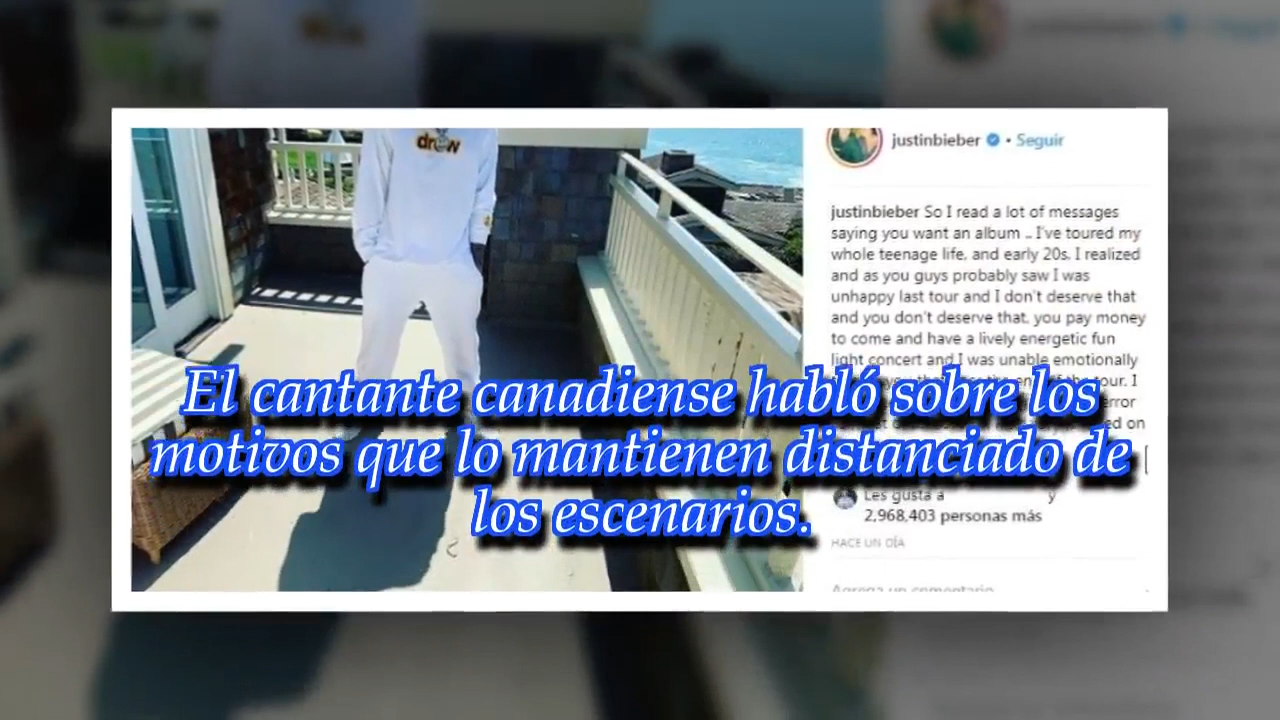 drew
justinbieber • Seguir
justinbieber So I read a lot of messages
saying you want an album .. I've toured my
whole teenage life, and early 20s. I realized
and as you guys probably saw I was
unhappy last tour and I don't deserve that
and you don't deserve that, you pay money
to come and have a lively energetic fun
light concert and I was unable emotionally
tour. I
El cantante canadiense habló sobre los
motivos que lo mantienen distanciado de
los escenarios.
Les gusta a y
2,968,403 personas más
HACE UN DÍA
Agrega un comentario